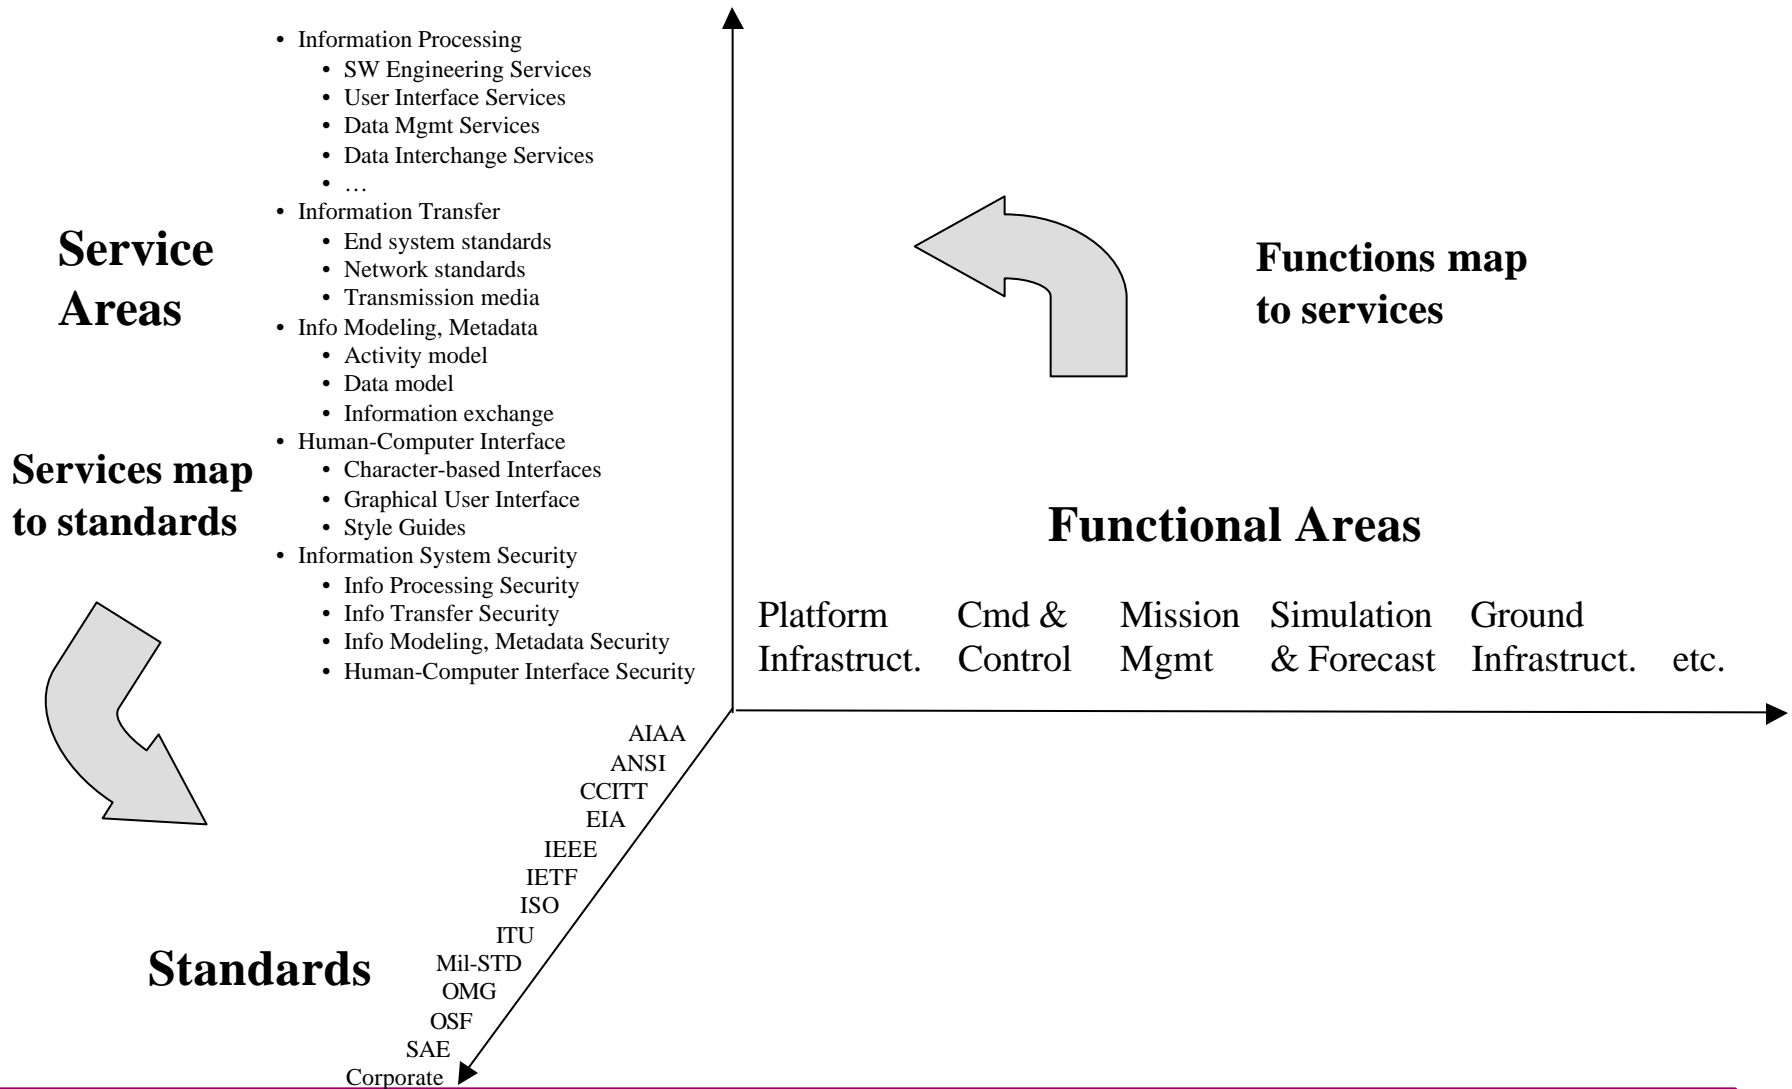 • Information Processing
• SW Engineering Services
• User Interface Services
• Data Mgmt Services
• Data Interchange Services
• …
• Information Transfer
• End system standards
• Network standards
• Transmission media
• Info Modeling, Metadata
• Activity model
• Data model
• Information exchange
• Human-Computer Interface
• Character-based Interfaces
• Graphical User Interface
• Style Guides
• Information System Security
• Info Processing Security
• Info Transfer Security
• Info Modeling, Metadata Security
• Human-Computer Interface Security
Service
Areas
Services map
to standards
Functions map
to services
Functional Areas
Platform
Infrastruct.
Cmd &
Control
Mission
Mgmt
Simulation
& Forecast
Ground
Infrastruct.
etc.
AIAA
ANSI
CCITT
EIA
IEEE
IETF
ISO
ITU
Mil-STD
OMG
OSF
SAE
Corporate
Standards